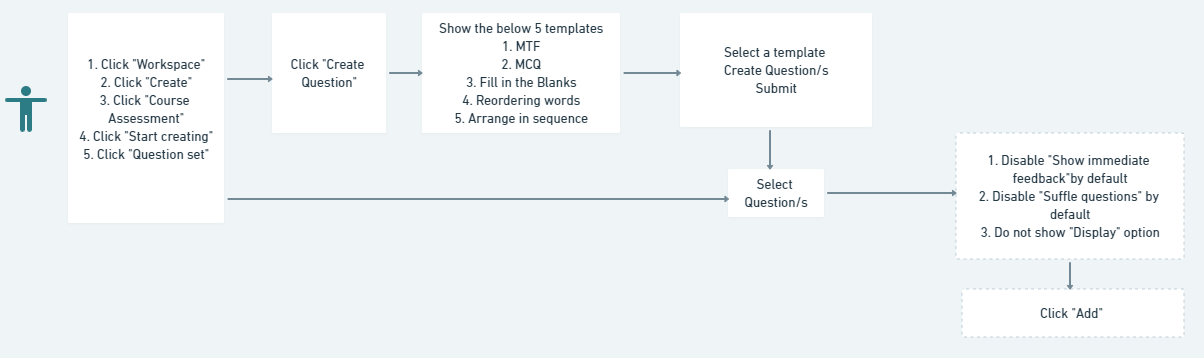 1. Click "Workspace"
2. Click "Create"
3. Click "Course
Assessment"
4. Click "Start creating"
5. Click "Question set"
Click "Create
Question"
Show the below 5 templates
1. MTF
2. MCQ
3. Fill in the Blanks
4. Reordering words
5. Arrange in sequence
Select a template
Create Question/s
Submit
Select
Question/s
1. Disable "Show immediate
feedback"by default
2. Disable "Suffle questions" by
default
3. Do not show "Display" option
Click "Add"